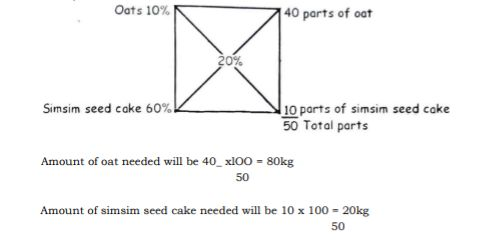 Oats 10%
40 parts of oat
20%
Simsim seed cake 60%
10 parts of simsim seed cake
50 Total parts
Amount of oat needed will be 40_ xlOO = 80kg
50
Amount of simsim seed cake needed will be 10 x 100 = 20kg
50